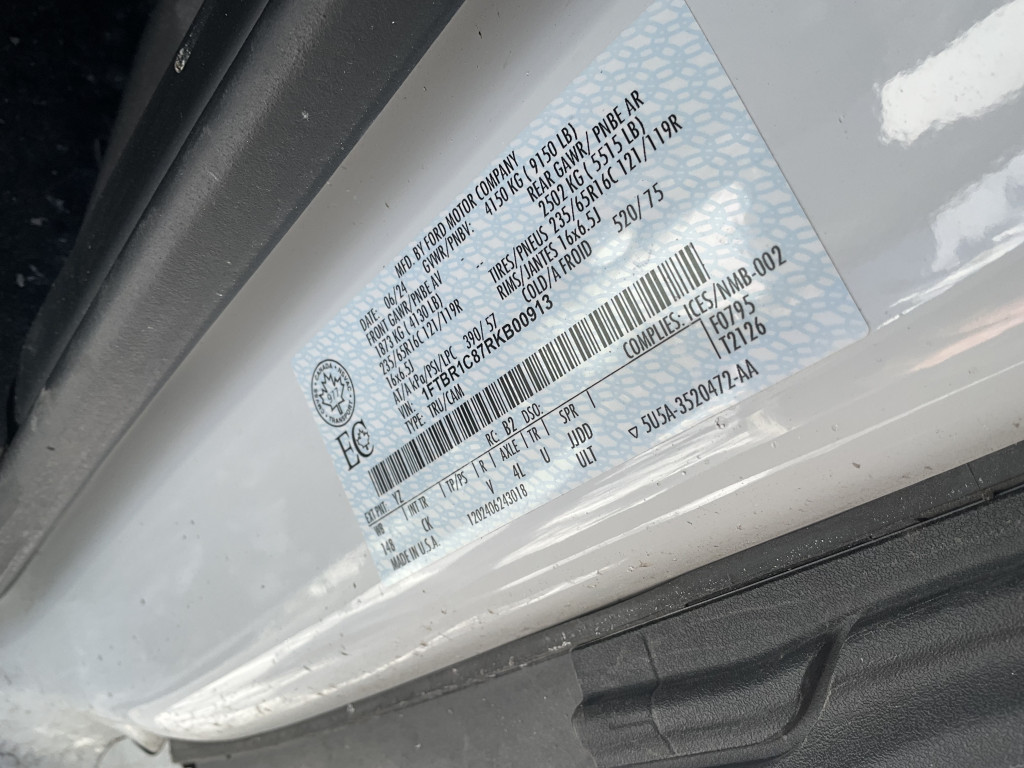 MFD. BY FORD MOTOR COMPANY
DATE: 06/24 GVWR/PNBV: 4150 KG ( 9150 LB)
FRONT GAWR/PNBE AV REAR GAWR/ PNBE AR
1873 KG ( 4130 LB) 2502 KG ( 5515 LB)
235/65R16C 121/119R TIRES/PNEUS 235/65R16C 121/119R
16x6.5J RIMS/JANTES 16x6.5J
AT/À kPa/PSI/LPC 390/ 57 COLD/A FROID 520/ 75
VIN: 1FTBR1C87RKB00913
TYPE: TRU/CAM COMPLIES: ICES/NMB-002
EC
F0795
T2126
EXT PNT: YZ RC: B2 DSO:
WB INT TR TP/PS R AXLE TR SPR
148 CK V 4L U JJDD
MADE IN U.S.A. 1202406243018 ULT
▽ 5U5A-3520472-AA